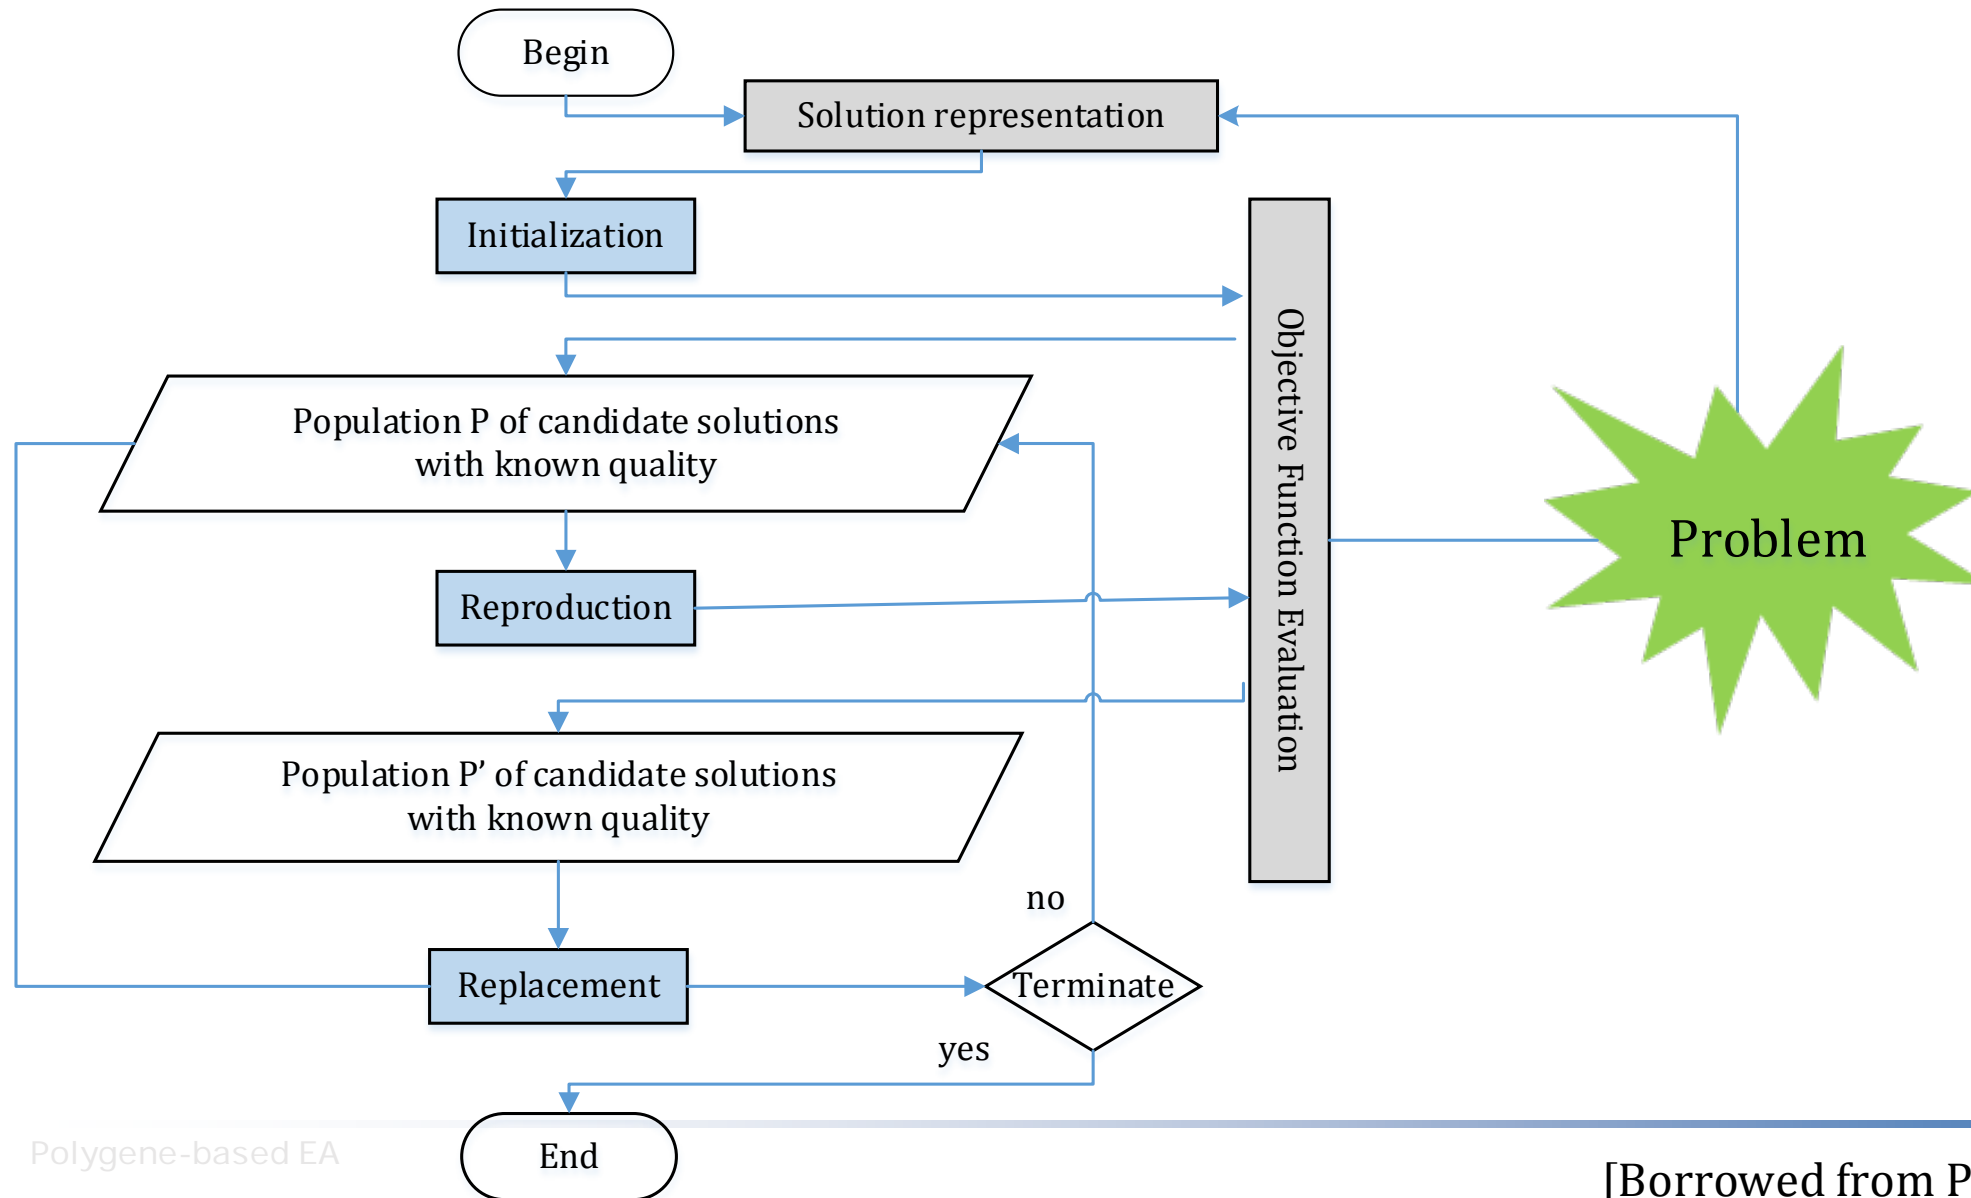 Begin
Solution representation
Initialization
Objective Function Evaluation
Population P of candidate solutions
with known quality
Problem
Reproduction
Population P’ of candidate solutions
with known quality
no
Replacement
Terminate
yes
End
Polygene-based EA
[Borrowed from P